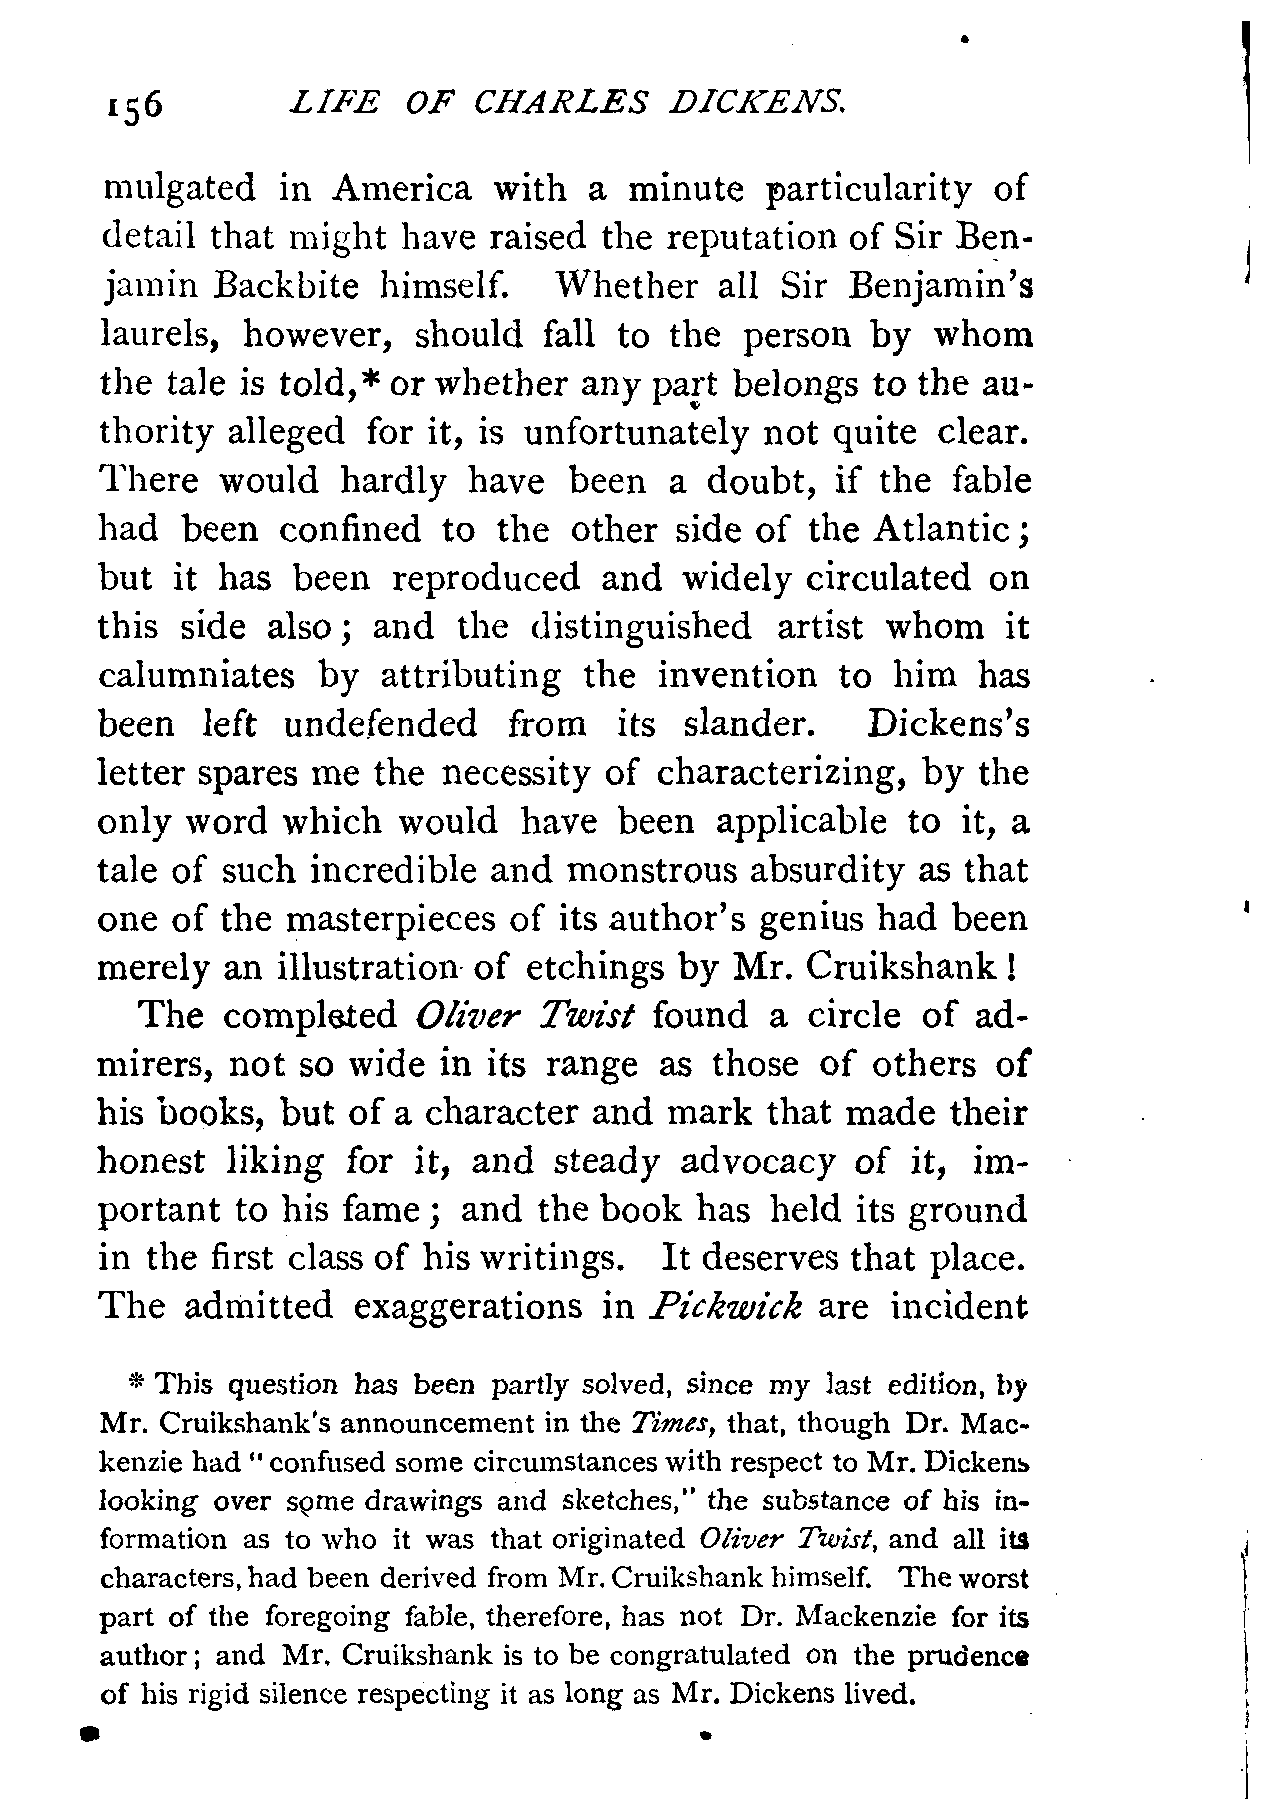 156 LIFE OF CHARLES DICKENS.
mulgated in America with a minute particularity of
detail that might have raised the reputation of Sir Ben-
jamin Backbite himself. Whether all Sir Benjamin's
laurels, however, should fall to the person by whom
the tale is told,* or whether any part belongs to the au-
thority alleged for it, is unfortunately not quite clear.
There would hardly have been a doubt, if the fable
had been confined to the other side of the Atlantic;
but it has been reproduced and widely circulated on
this side also; and the distinguished artist whom it
calumniates by attributing the invention to him has
been left undefended from its slander. Dickens's
letter spares me the necessity of characterizing, by the
only word which would have been applicable to it, a
tale of such incredible and monstrous absurdity as that
one of the masterpieces of its author's genius had been
merely an illustration of etchings by Mr. Cruikshank!
The completed Oliver Twist found a circle of ad-
mirers, not so wide in its range as those of others of
his books, but of a character and mark that made their
honest liking for it, and steady advocacy of it, im-
portant to his fame; and the book has held its ground
in the first class of his writings. It deserves that place.
The admitted exaggerations in Pickwick are incident
* This question has been partly solved, since my last edition, by
Mr. Cruikshank's announcement in the Times, that, though Dr. Mac-
kenzie had "confused some circumstances with respect to Mr. Dickens
looking over some drawings and sketches," the substance of his in-
formation as to who it was that originated Oliver Twist, and all its
characters, had been derived from Mr. Cruikshank himself. The worst
part of the foregoing fable, therefore, has not Dr. Mackenzie for its
author; and Mr. Cruikshank is to be congratulated on the prudence
of his rigid silence respecting it as long as Mr. Dickens lived.